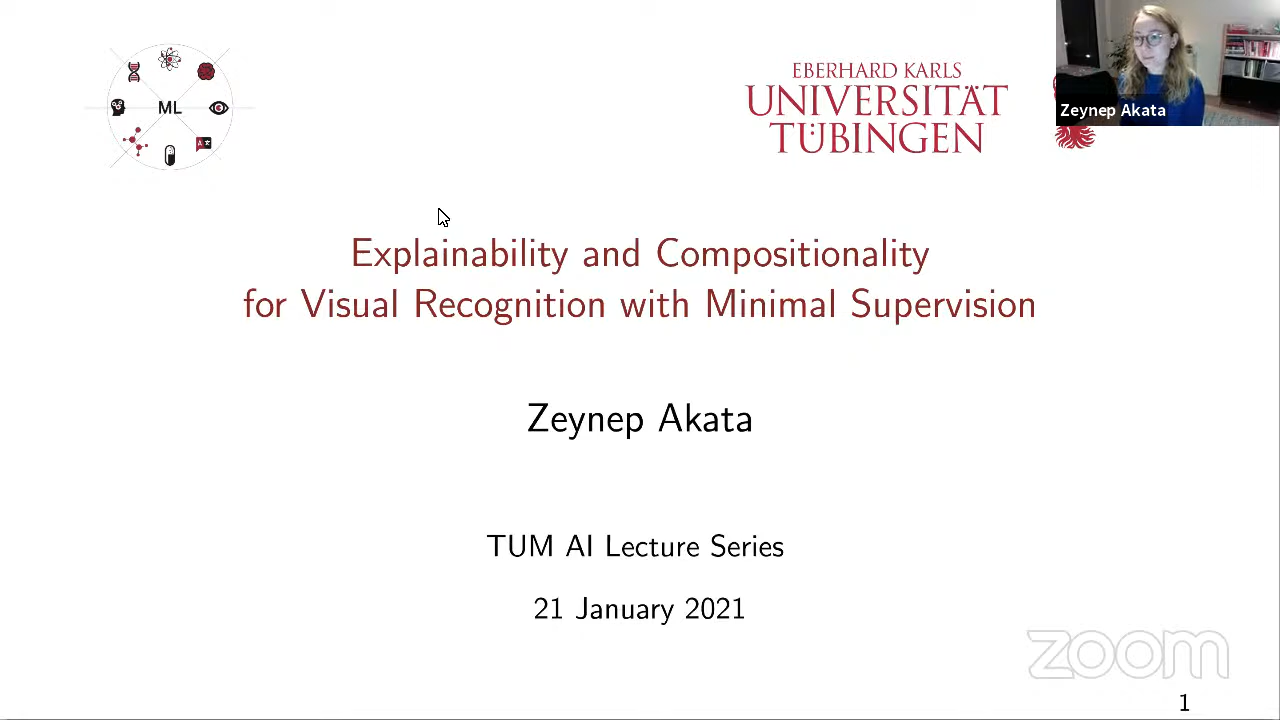 ML
EBERHARD KARLS
UNIVERSITÄT
TÜBINGEN
Zeynep Akata
Explainability and Compositionality
for Visual Recognition with Minimal Supervision
Zeynep Akata
TUM AI Lecture Series
21 January 2021
zoom
1